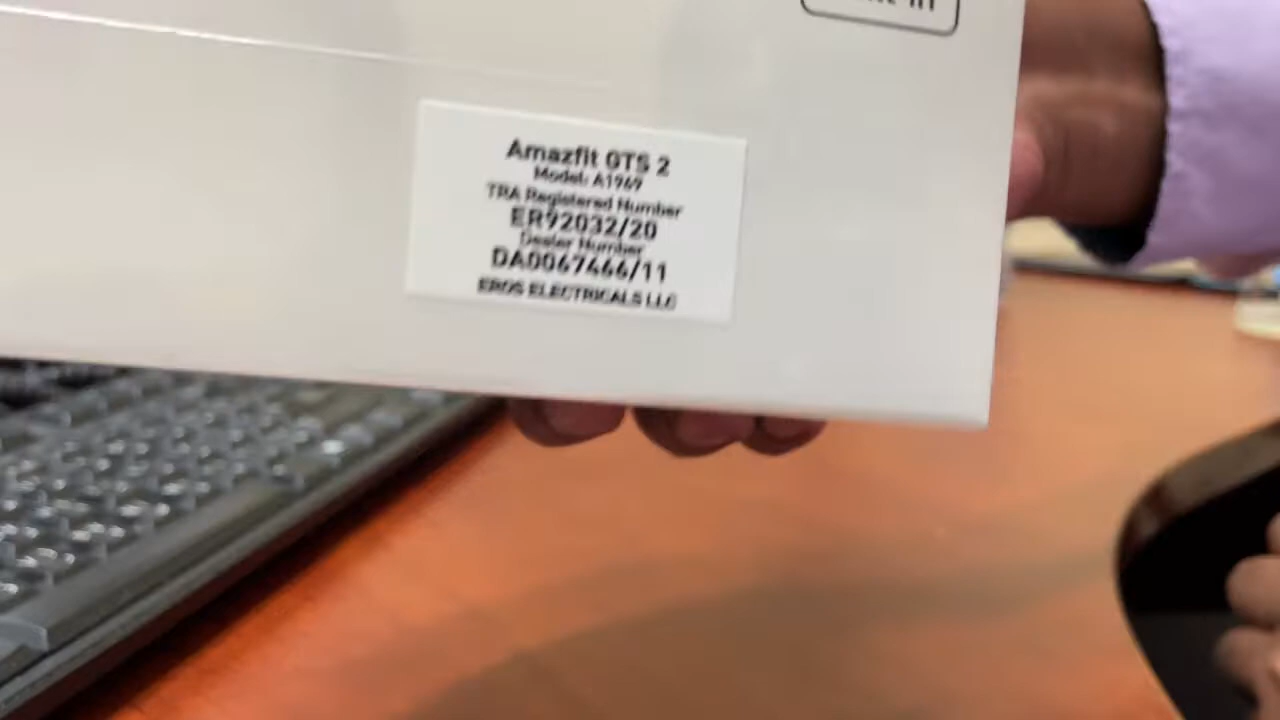 Amazfit GTS 2
Model: A1969
TRA Registered Number
ER92032/20
Dealer Number
DA0067466/11
EROS ELECTRICALS LLC